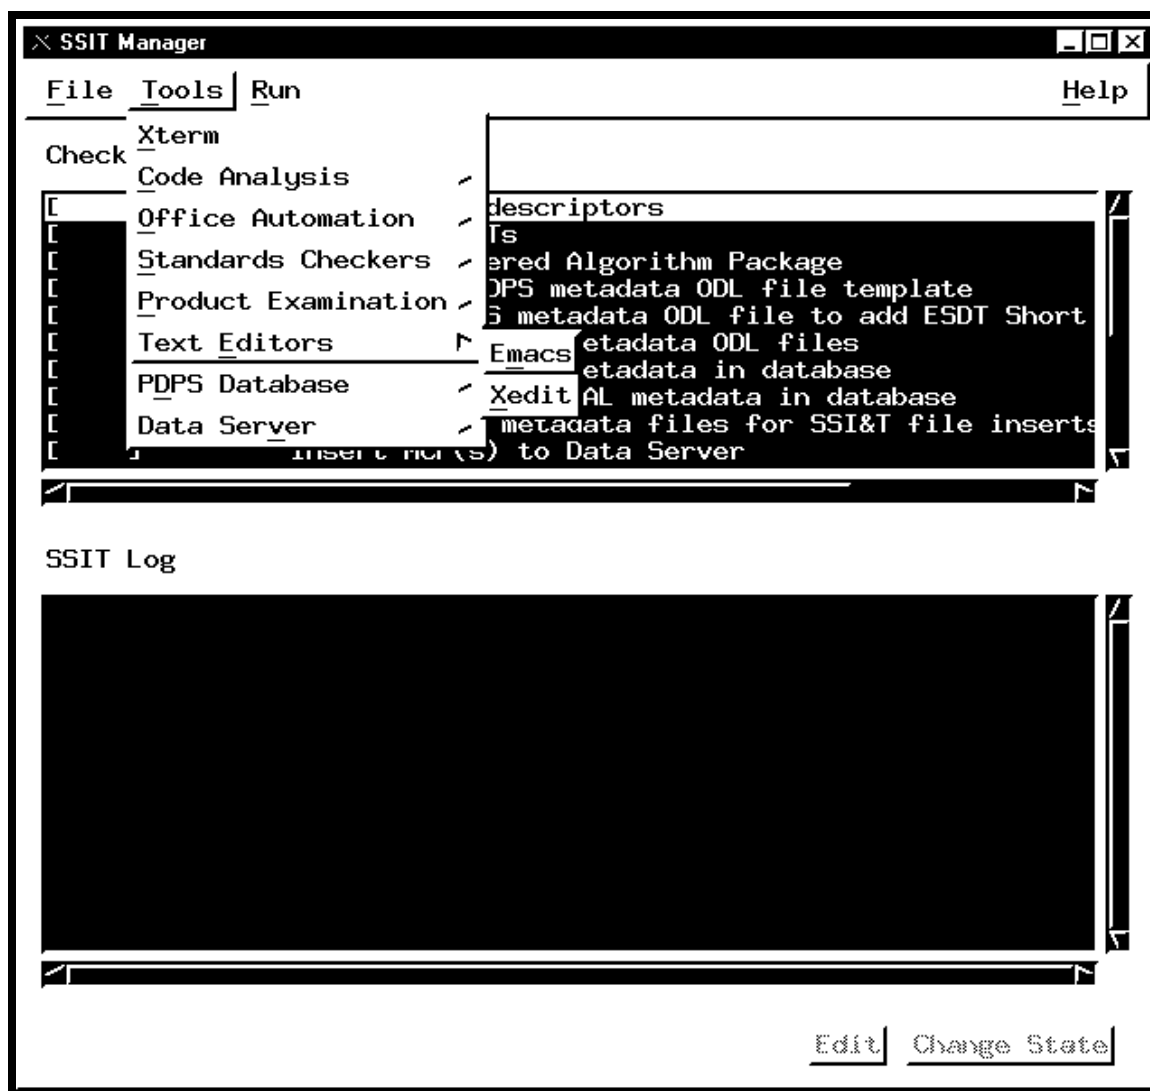 SSIT Manager
File Tools Run Help
Check
Xterm
Code Analysis
Office Automation
Standards Checkers
Product Examination
Text Editors
PDPS Database
Data Server
Emacs
Xedit
[ descriptors
[ Ts
[ ered Algorithm Package
[ DPS metadata ODL file template
[ S metadata ODL file to add ESDT Short
[ etadata ODL files
[ etadata in database
[ AL metadata in database
[ metadata files for SSI&T file inserts
[ ] Insert MCF(s) to Data Server
SSIT Log
Edit Change State